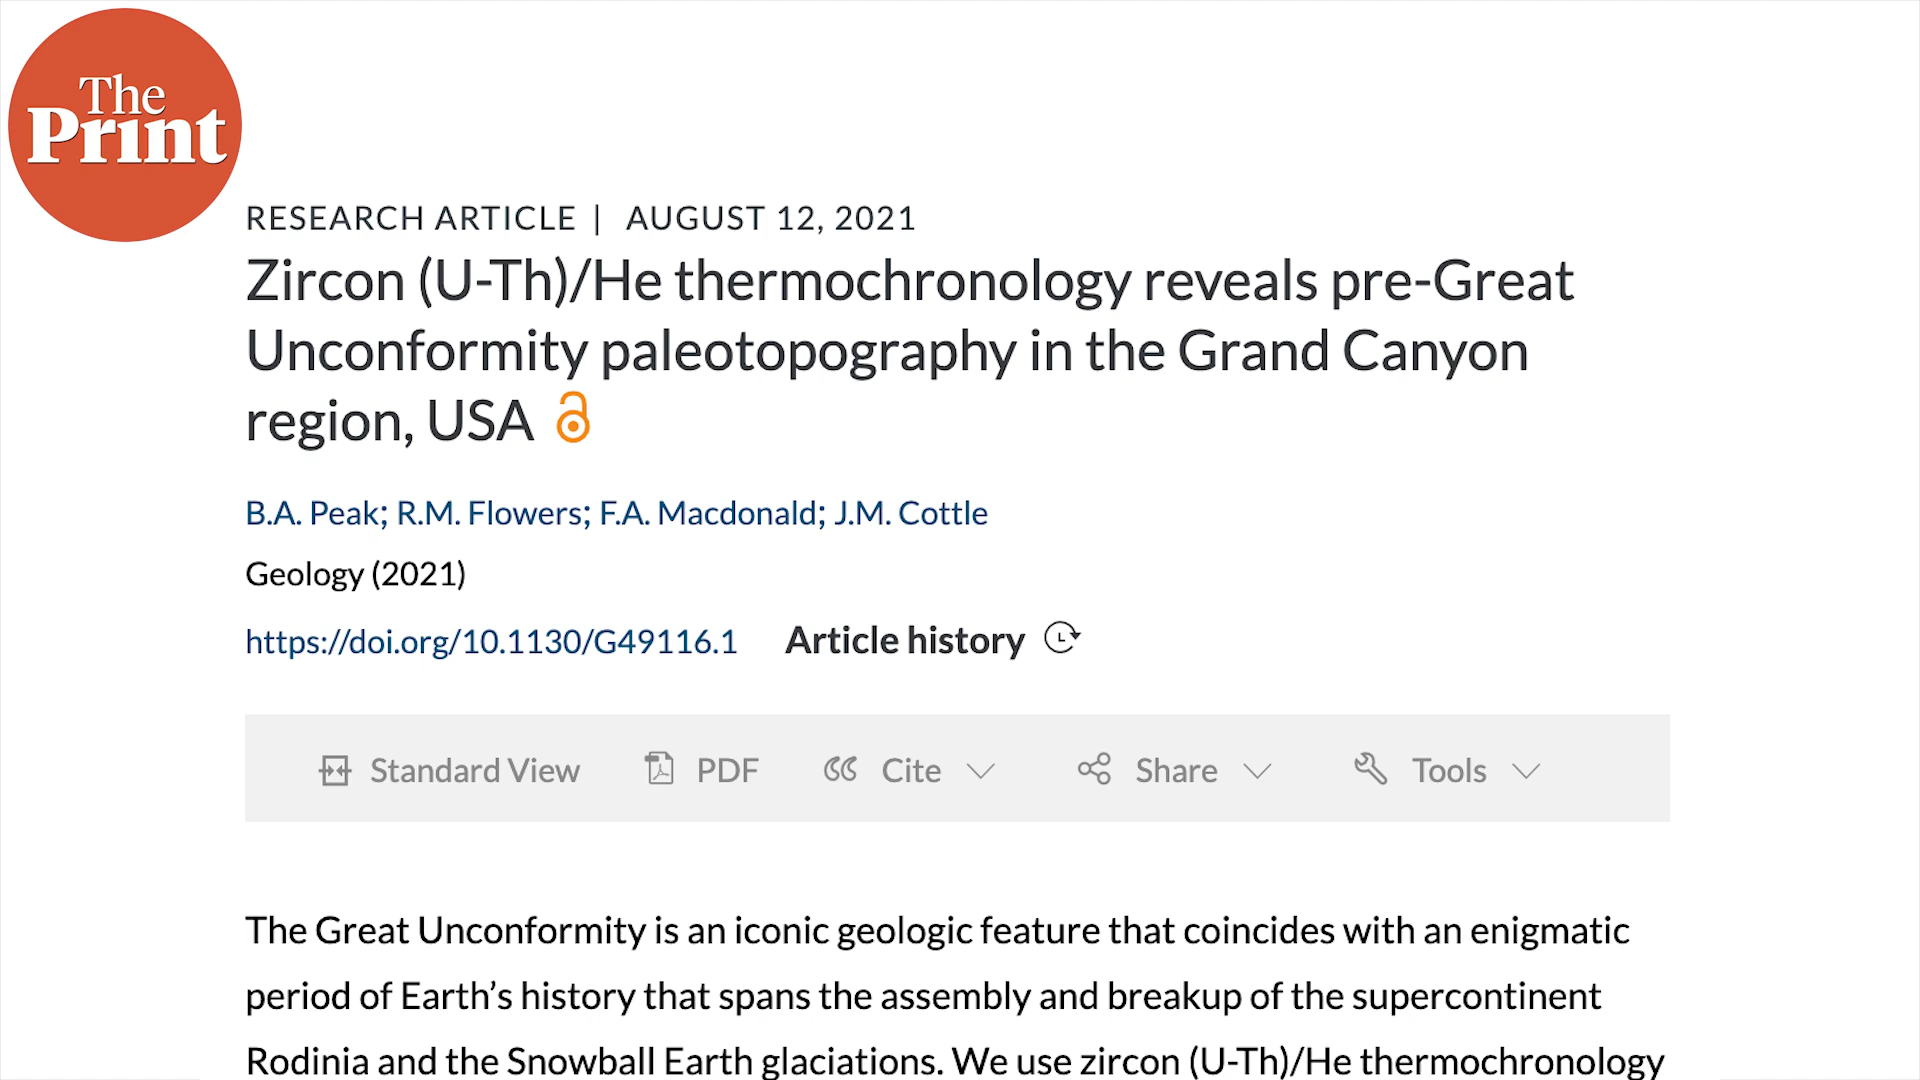 The
Print
RESEARCH ARTICLE | AUGUST 12, 2021
Zircon (U-Th)/He thermochronology reveals pre-Great
Unconformity paleotopography in the Grand Canyon
region, USA
B.A. Peak; R.M. Flowers; F.A. Macdonald; J.M. Cottle
Geology (2021)
https://doi.org/10.1130/G49116.1 Article history
Standard View PDF Cite Share Tools
The Great Unconformity is an iconic geologic feature that coincides with an enigmatic
period of Earth’s history that spans the assembly and breakup of the supercontinent
Rodinia and the Snowball Earth glaciations. We use zircon (U-Th)/He thermochronology